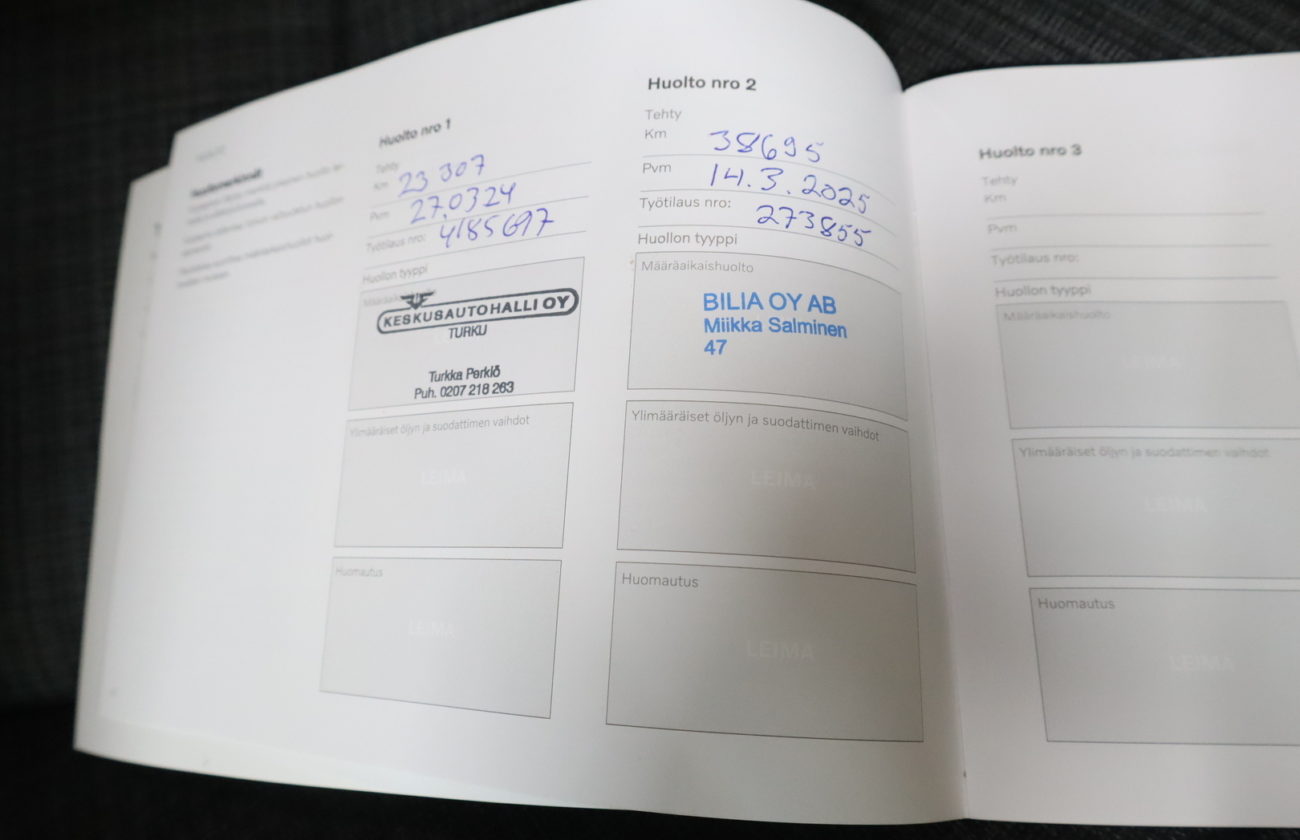 Huolto nro 1
Tehty
Km 23 307
Pvm 27.0324
Työtilaus nro: 4185697
Huollon tyyppi
KESKUSAUTOHALLI OY
TURKU
Turkka Perkiö
Puh. 0207 218 263
Ylimääräiset öljyn ja suodattimen vaihdot
LEIMA
Huomautus
LEIMA
Huolto nro 2
Tehty
Km 38695
Pvm 14.3.2025
Työtilaus nro: 273855
Huollon tyyppi
Määräaikaishuolto
BILIA OY AB
Miikka Salminen
47
Ylimääräiset öljyn ja suodattimen vaihdot
LEIMA
Huomautus
LEIMA
Huolto nro 3
Tehty
Km
Pvm
Työtilaus nro:
Huollon tyyppi
Määräaikaishuolto
LEIMA
Ylimääräiset öljyn ja suodattimen vaihdot
LEIMA
Huomautus
LEIMA